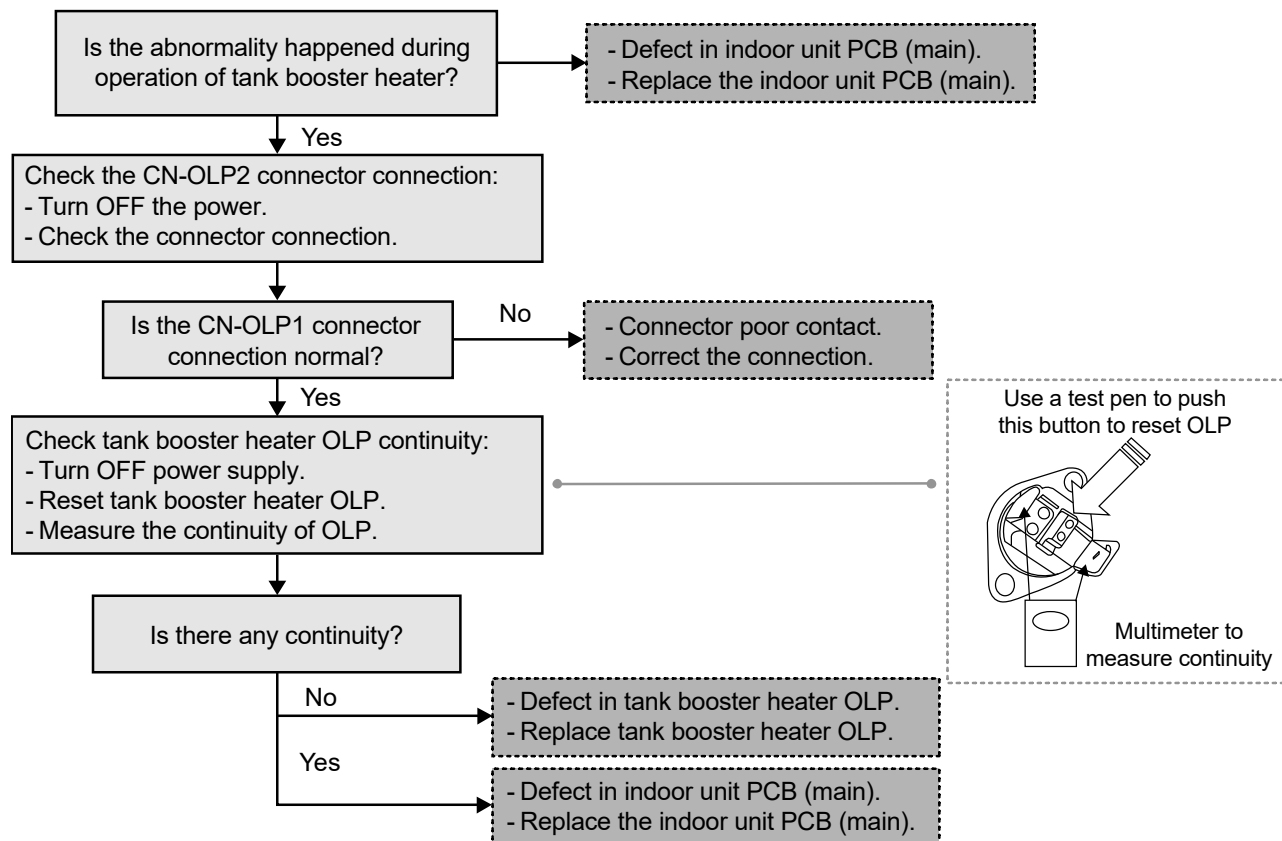 Is the abnormality happened during
operation of tank booster heater?
- Defect in indoor unit PCB (main).
- Replace the indoor unit PCB (main).
Yes
Check the CN-OLP2 connector connection:
- Turn OFF the power.
- Check the connector connection.
Is the CN-OLP1 connector
connection normal?
No
- Connector poor contact.
- Correct the connection.
Yes
Check tank booster heater OLP continuity:
- Turn OFF power supply.
- Reset tank booster heater OLP.
- Measure the continuity of OLP.
Use a test pen to push
this button to reset OLP
Multimeter to
measure continuity
Is there any continuity?
No
- Defect in tank booster heater OLP.
- Replace tank booster heater OLP.
Yes
- Defect in indoor unit PCB (main).
- Replace the indoor unit PCB (main).